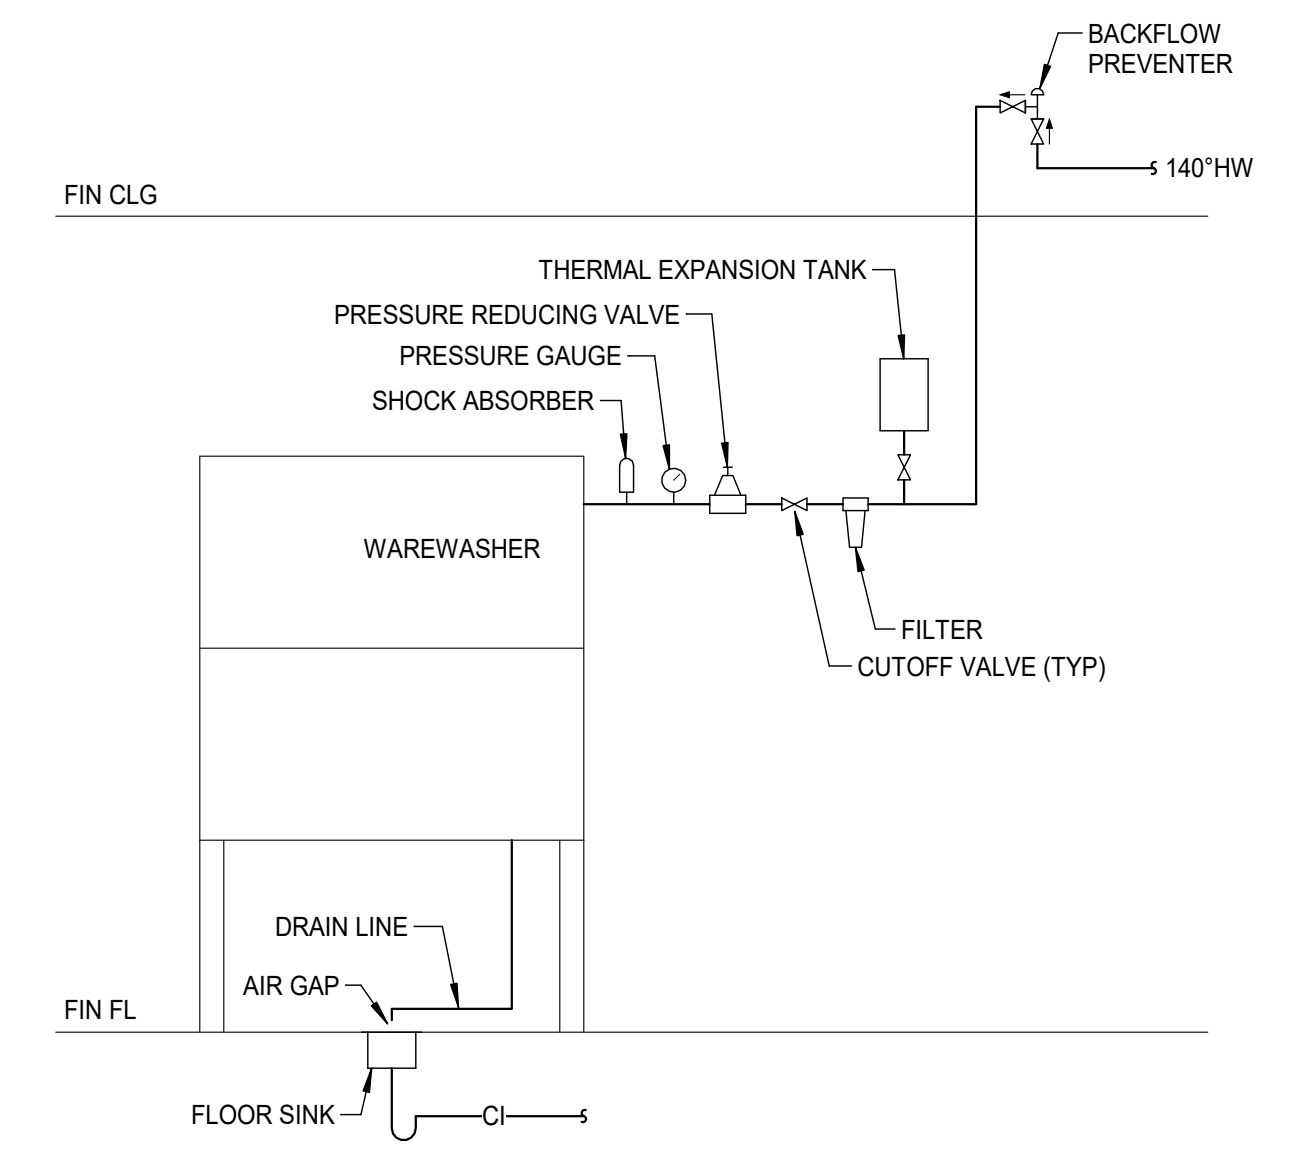 BACKFLOW
PREVENTER
140°HW
FIN CLG
THERMAL EXPANSION TANK
PRESSURE REDUCING VALVE
PRESSURE GAUGE
SHOCK ABSORBER
WAREWASHER
FILTER
CUTOFF VALVE (TYP)
DRAIN LINE
AIR GAP
FIN FL
FLOOR SINK
CI